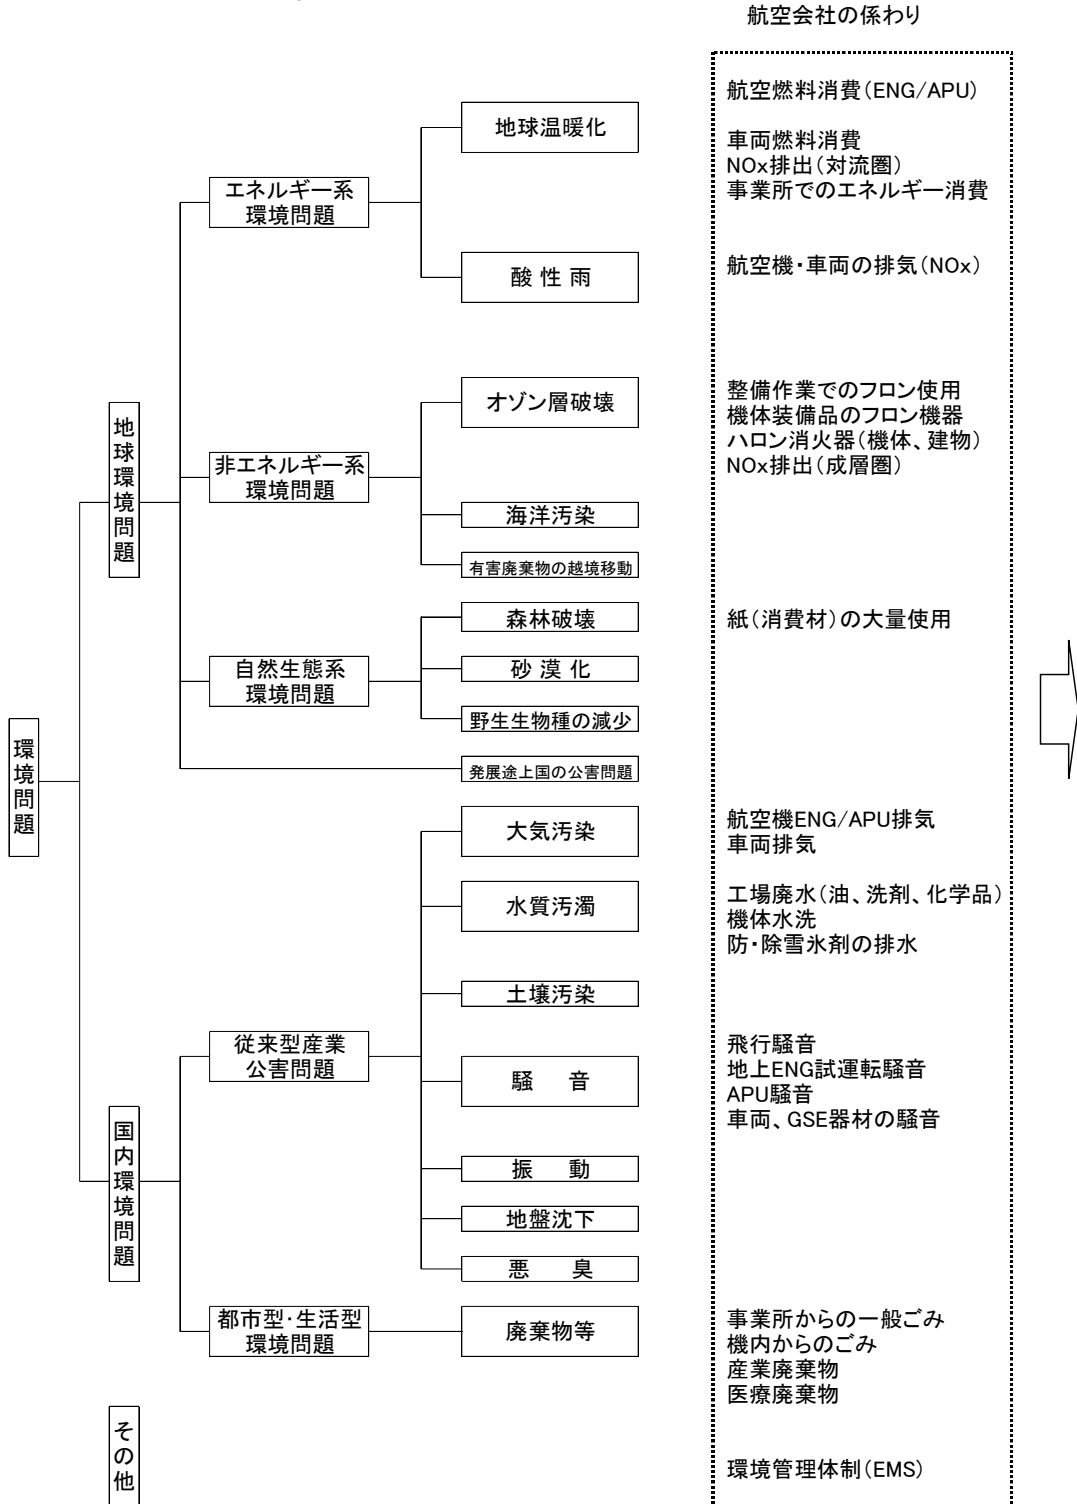 航空会社の係わり
航空燃料消費(ENG/APU)
地球温暖化
車両燃料消費
NOx排出(対流圏)
事業所でのエネルギー消費
エネルギー系
環境問題
酸 性 雨
航空機・車両の排気(NOx)
オゾン層破壊
整備作業でのフロン使用
機体装備品のフロン機器
ハロン消火器(機体、建物)
NOx排出(成層圏)
地球環境問題
非エネルギー系
環境問題
海洋汚染
有害廃棄物の越境移動
森林破壊
紙(消費材)の大量使用
自然生態系
環境問題
砂 漠 化
野生生物種の減少
発展途上国の公害問題
環境問題
大気汚染
航空機ENG/APU排気
車両排気
水質汚濁
工場廃水(油、洗剤、化学品)
機体水洗
防・除雪氷剤の排水
土壌汚染
従来型産業
公害問題
騒 音
飛行騒音
地上ENG試運転騒音
APU騒音
車両、GSE器材の騒音
国内環境問題
振 動
地盤沈下
悪 臭
都市型・生活型
環境問題
廃棄物等
事業所からの一般ごみ
機内からのごみ
産業廃棄物
医療廃棄物
その他
環境管理体制(EMS)